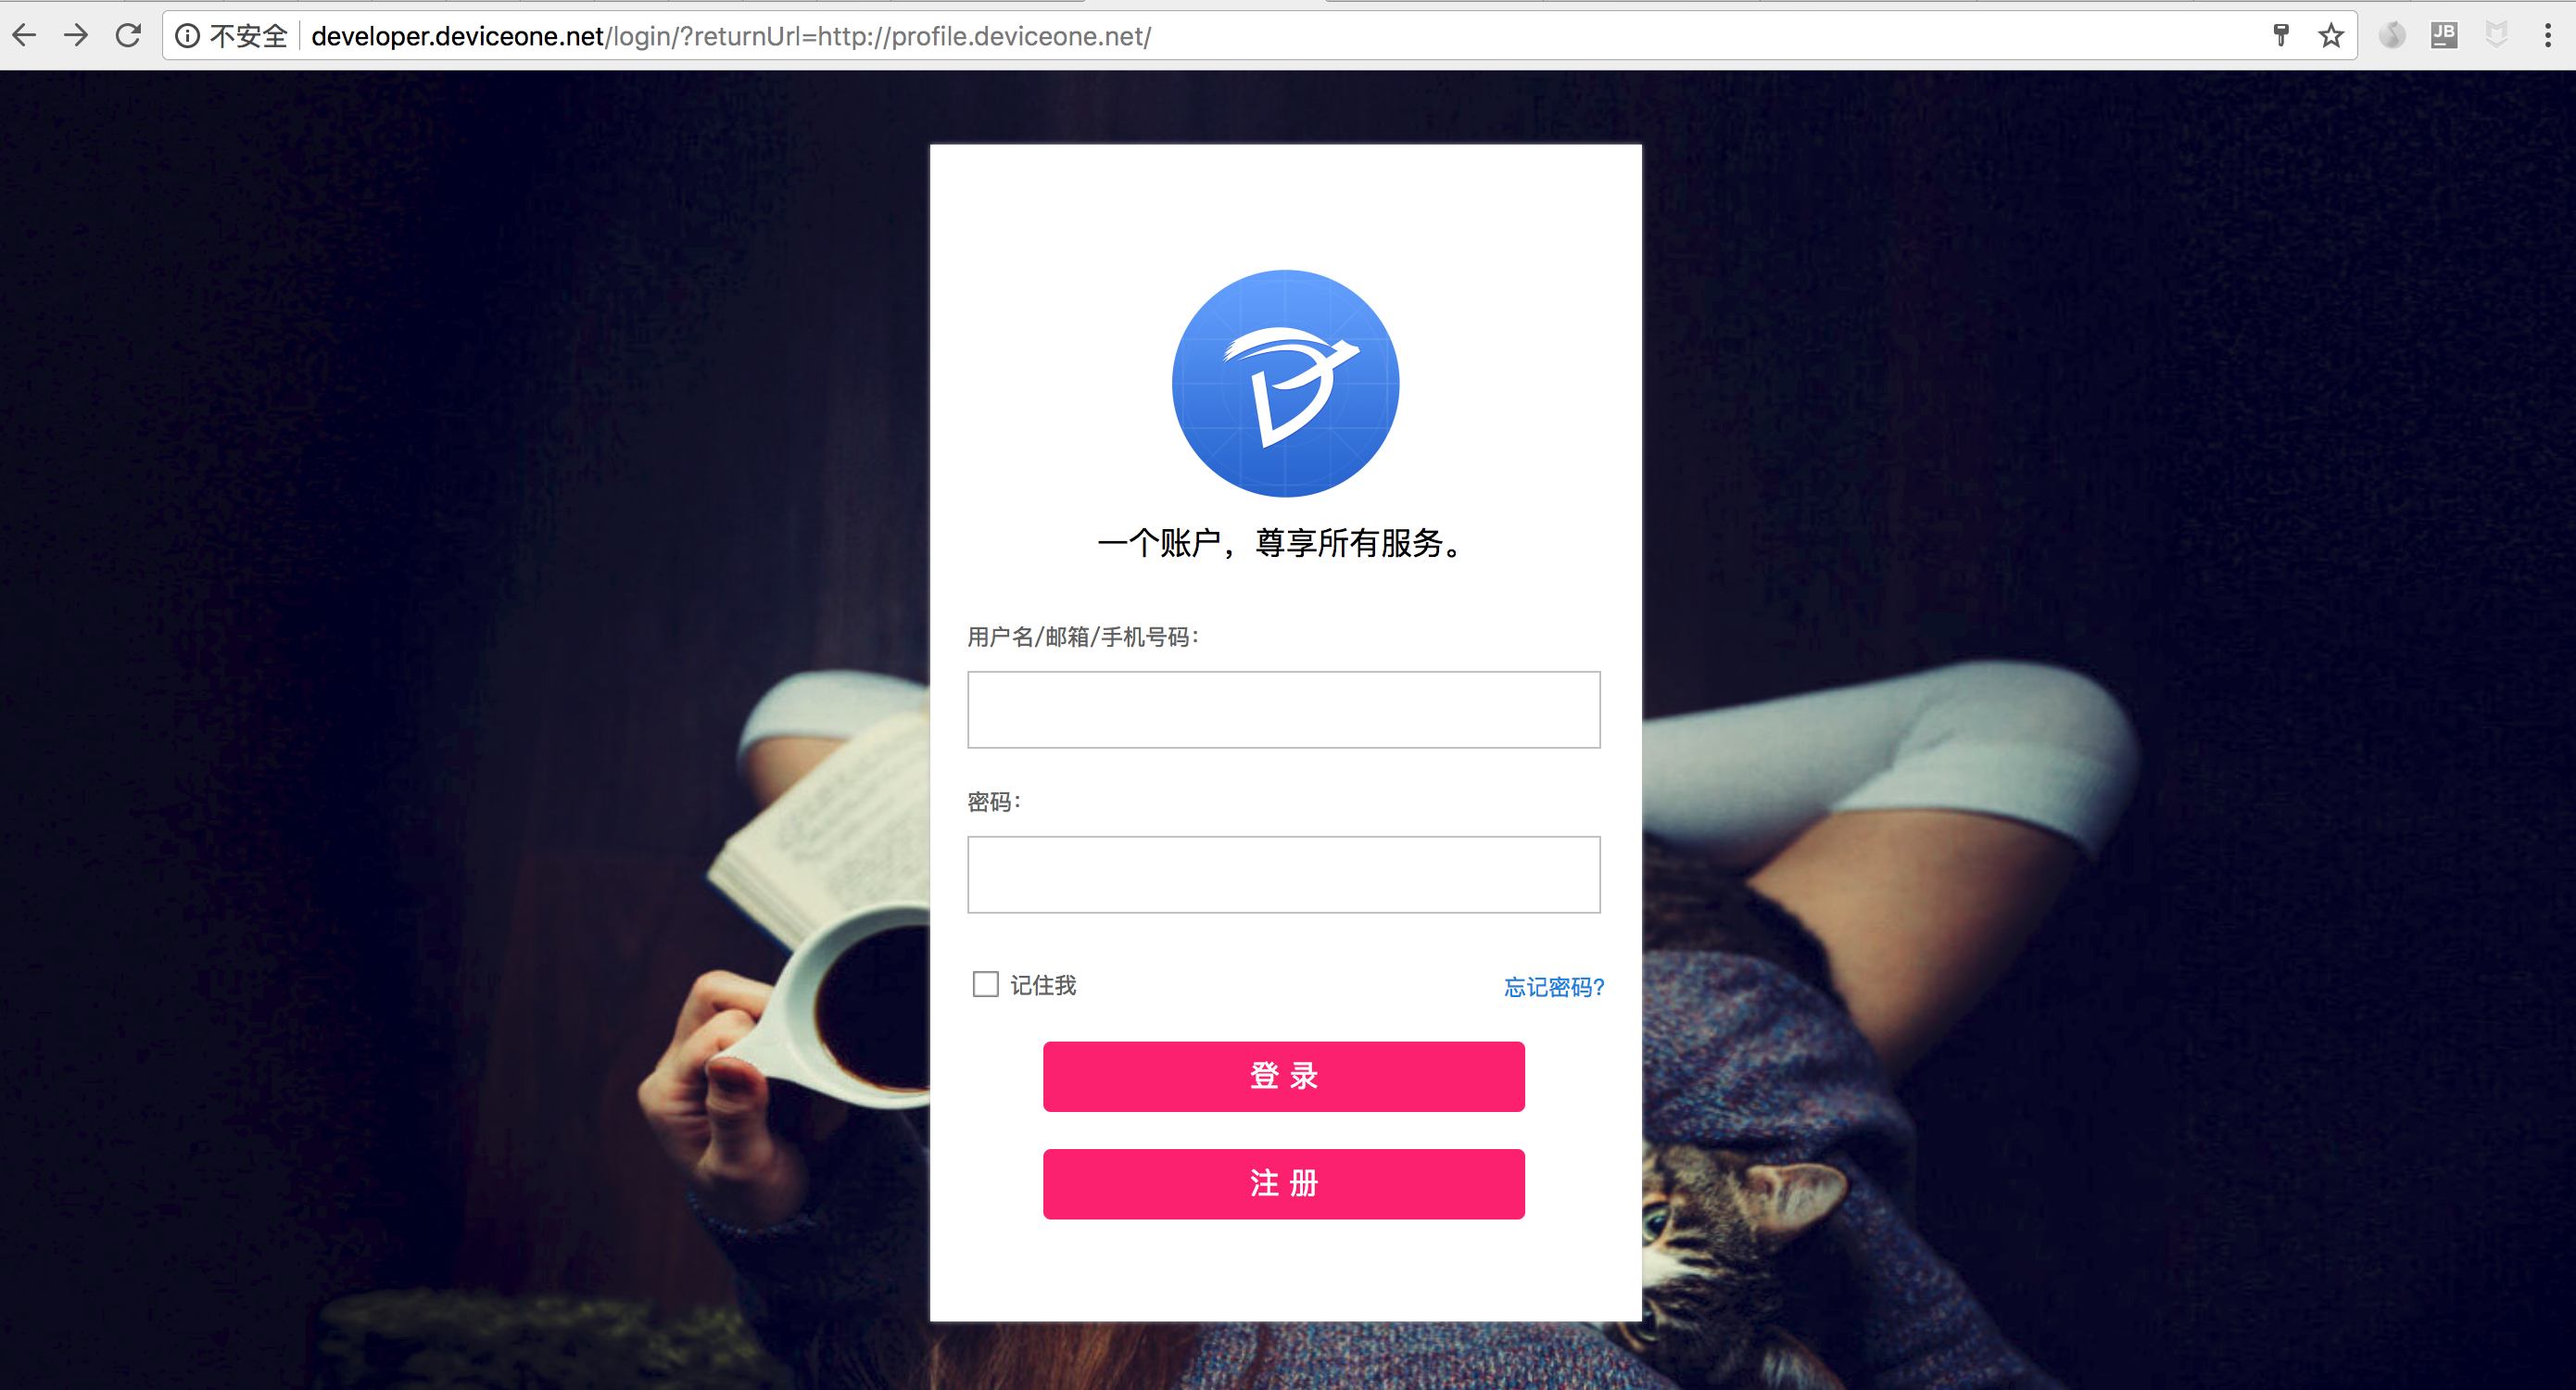 不安全 developer.deviceone.net/login/?returnUrl=http://profile.deviceone.net/
JB
一个账户，尊享所有服务。
用户名/邮箱/手机号码：
密码：
记住我 忘记密码?
登 录
注 册